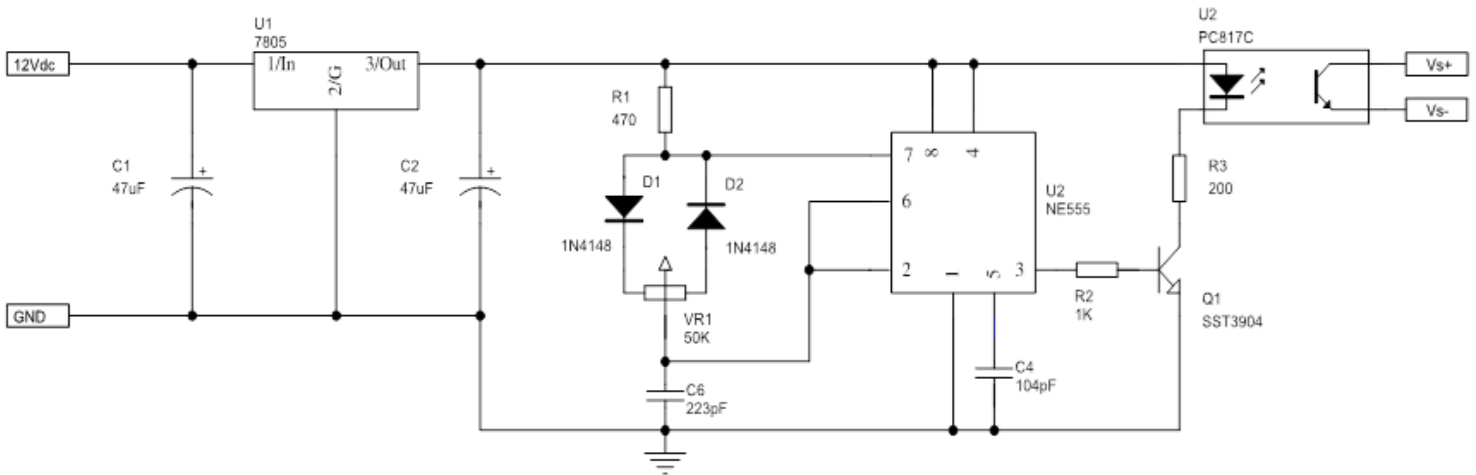 U1
7805
12Vdc
1/In
2/G
3/Out
C1
47uF
C2
47uF
GND
R1
470
D1
1N4148
D2
1N4148
VR1
50K
C6
223pF
7
8
4
6
2
1
5
3
U2
NE555
C4
104pF
R2
1K
Q1
SST3904
R3
200
U2
PC817C
Vs+
Vs-
+
+